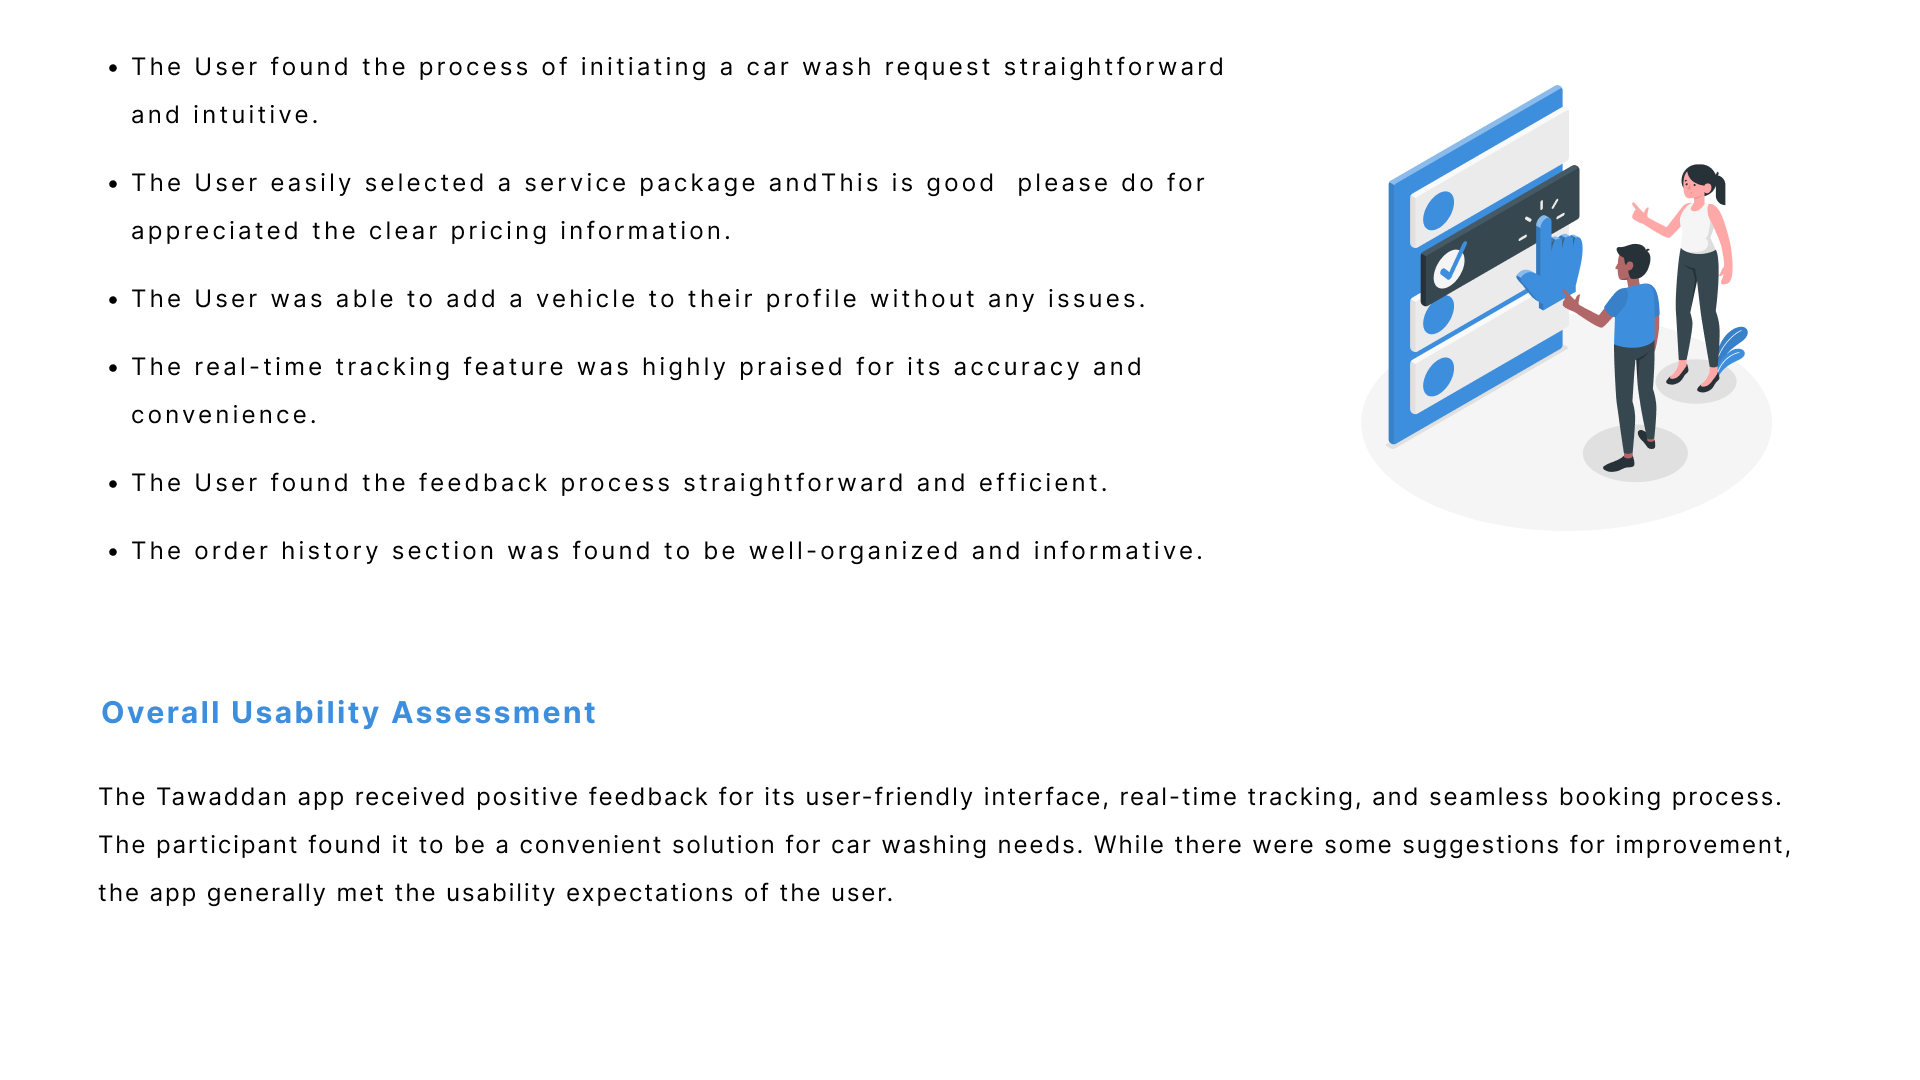 • The User found the process of initiating a car wash request straightforward
and intuitive.
• The User easily selected a service package andThis is good  please do for
appreciated the clear pricing information.
• The User was able to add a vehicle to their profile without any issues.
• The real-time tracking feature was highly praised for its accuracy and
convenience.
• The User found the feedback process straightforward and efficient.
• The order history section was found to be well-organized and informative.
Overall Usability Assessment
The Tawaddan app received positive feedback for its user-friendly interface, real-time tracking, and seamless booking process.
The participant found it to be a convenient solution for car washing needs. While there were some suggestions for improvement,
the app generally met the usability expectations of the user.